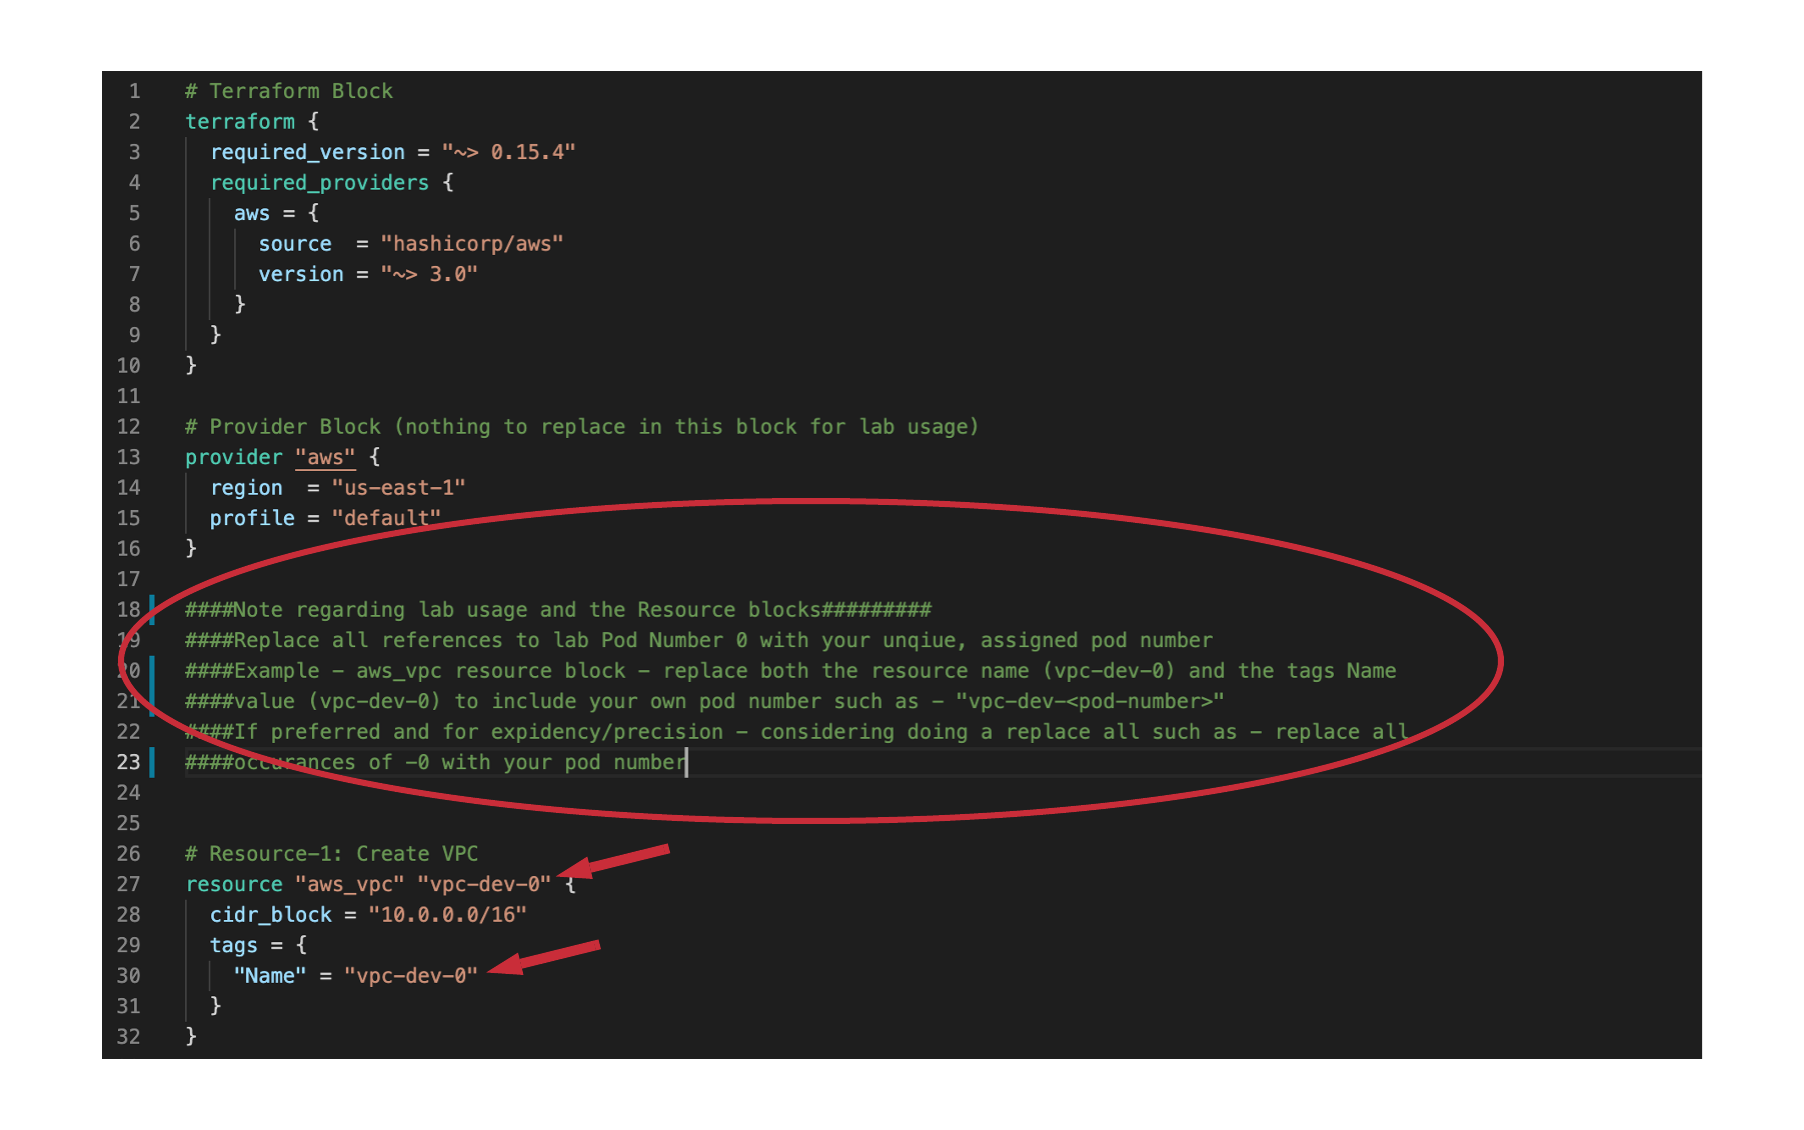 1 # Terraform Block
2 terraform {
3 required_version = "~> 0.15.4"
4 required_providers {
5 aws = {
6 source  = "hashicorp/aws"
7 version = "~> 3.0"
8 }
9 }
10 }
11
12 # Provider Block (nothing to replace in this block for lab usage)
13 provider "aws" {
14 region  = "us-east-1"
15 profile = "default"
16 }
17
18 ####Note regarding lab usage and the Resource blocks#########
19 ####Replace all references to lab Pod Number 0 with your unqiue, assigned pod number
20 ####Example - aws_vpc resource block - replace both the resource name (vpc-dev-0) and the tags Name
21 ####value (vpc-dev-0) to include your own pod number such as - "vpc-dev-<pod-number>"
22 ####If preferred and for expidency/precision - considering doing a replace all such as - replace all
23 ####occurances of -0 with your pod number
24
25
26 # Resource-1: Create VPC
27 resource "aws_vpc" "vpc-dev-0" {
28 cidr_block = "10.0.0.0/16"
29 tags = {
30 "Name" = "vpc-dev-0"
31 }
32 }